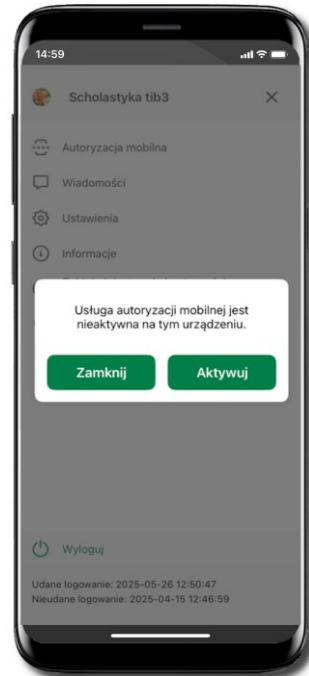 14:59
Scholastyka tib3
Autoryzacja mobilna
Wiadomości
Ustawienia
Informacje
Usługa autoryzacji mobilnej jest
nieaktywna na tym urządzeniu.
Zamknij
Aktywuj
Wyloguj
Udane logowanie: 2025-05-26 12:50:47
Nieudane logowanie: 2025-04-15 12:46:59